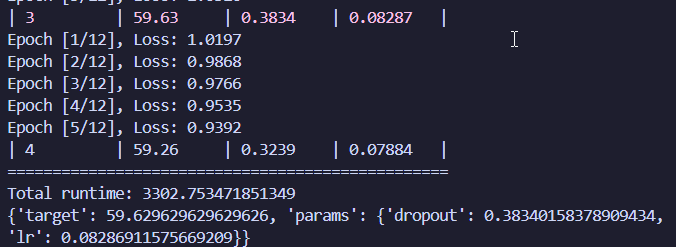 | 3 | 59.63 | 0.3834 | 0.08287 |
Epoch [1/12], Loss: 1.0197
Epoch [2/12], Loss: 0.9868
Epoch [3/12], Loss: 0.9766
Epoch [4/12], Loss: 0.9535
Epoch [5/12], Loss: 0.9392
| 4 | 59.26 | 0.3239 | 0.07884 |
=================================================
Total runtime: 3302.753471851349
{'target': 59.629629629629626, 'params': {'dropout': 0.38340158378909434,
'lr': 0.08286911575669209}}